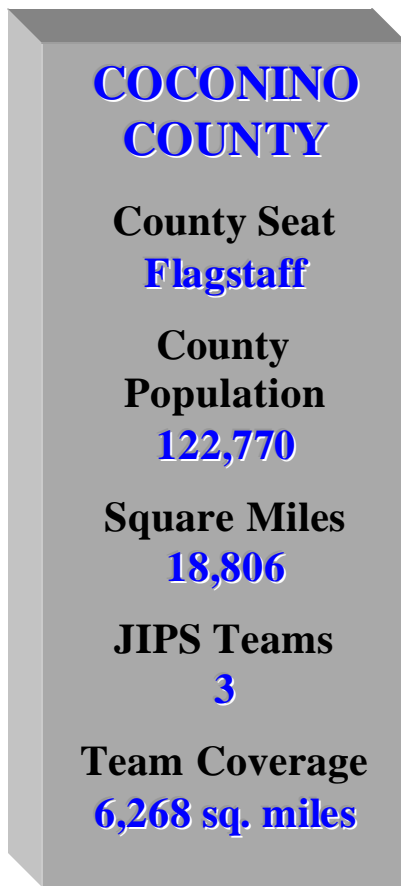 COCONINO
COUNTY
County Seat
Flagstaff
County
Population
122,770
Square Miles
18,806
JIPS Teams
3
Team Coverage
6,268 sq. miles